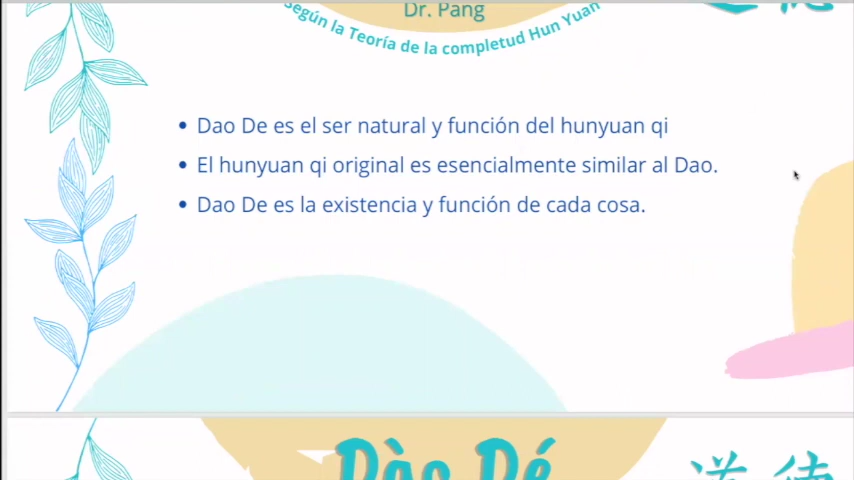 Dr. Pang
Según la Teoría de la completud Hun Yuan
• Dao De es el ser natural y función del hunyuan qi
• El hunyuan qi original es esencialmente similar al Dao.
• Dao De es la existencia y función de cada cosa.
Dào Dé
道德